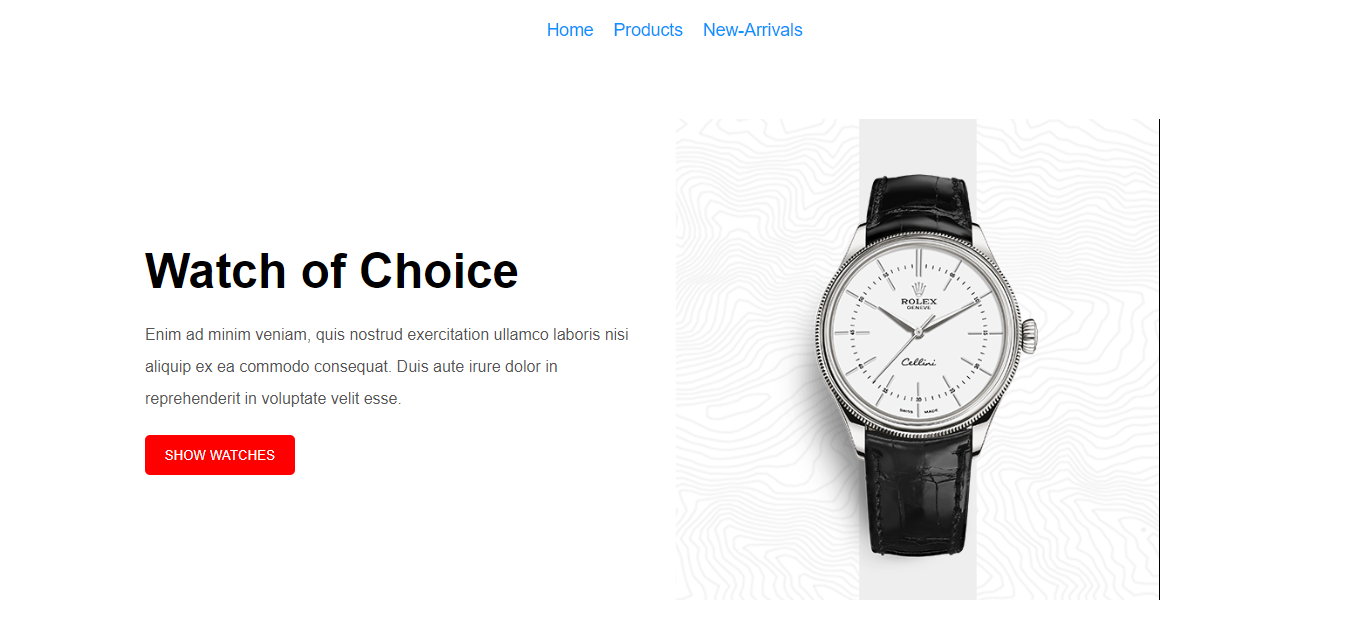 Home Products New-Arrivals
Watch of Choice
Enim ad minim veniam, quis nostrud exercitation ullamco laboris nisi
aliquip ex ea commodo consequat. Duis aute irure dolor in
reprehenderit in voluptate velit esse.
SHOW WATCHES
ROLEX
GENEVE
Cellini
SWISS MADE